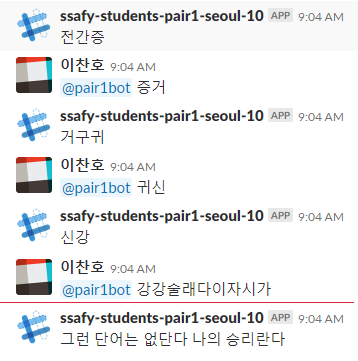 ssafy-students-pair1-seoul-10 APP 9:04 AM
전간증
이찬호 9:04 AM
@pair1bot 증거
ssafy-students-pair1-seoul-10 APP 9:04 AM
거구귀
이찬호 9:04 AM
@pair1bot 귀신
ssafy-students-pair1-seoul-10 APP 9:04 AM
신강
이찬호 9:04 AM
@pair1bot 강강술래다이자시가
ssafy-students-pair1-seoul-10 APP 9:04 AM
그런 단어는 없단다 나의 승리란다